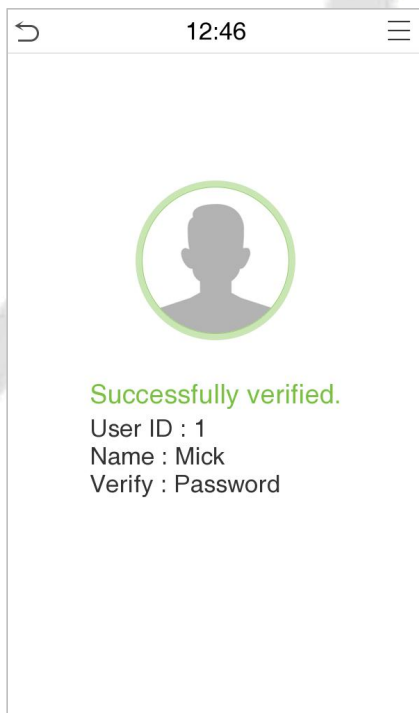 12:46
Successfully verified.
User ID : 1
Name : Mick
Verify : Password